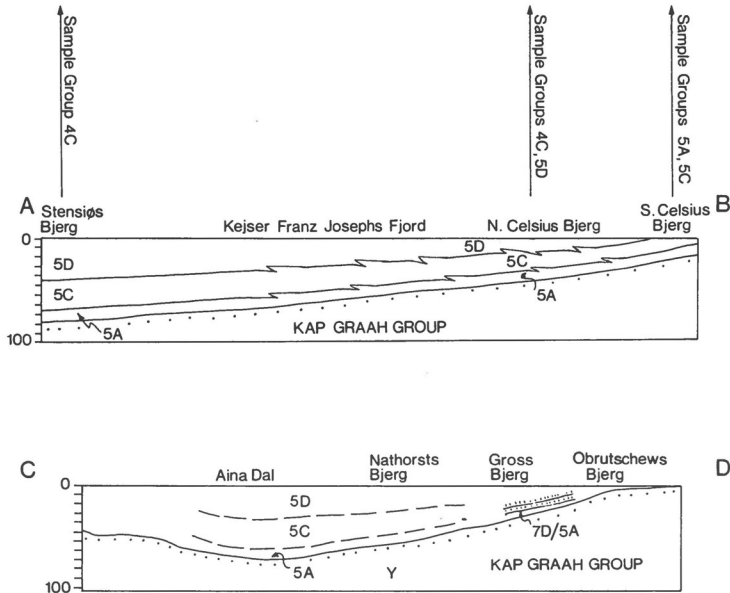 Sample Group 4C
Sample Groups 4C, 5D
Sample Groups 5A, 5C
A
Stensiøs
Bjerg
Kejser Franz Josephs Fjord
N. Celsius Bjerg
S. Celsius
Bjerg
B
0
5D
5D
5C
5C
5A
5A
KAP GRAAH GROUP
100
C
Aina Dal
Nathorsts
Bjerg
Gross
Bjerg
Obrutschews
Bjerg
D
0
5D
5C
7D/5A
5A
Y
KAP GRAAH GROUP
100